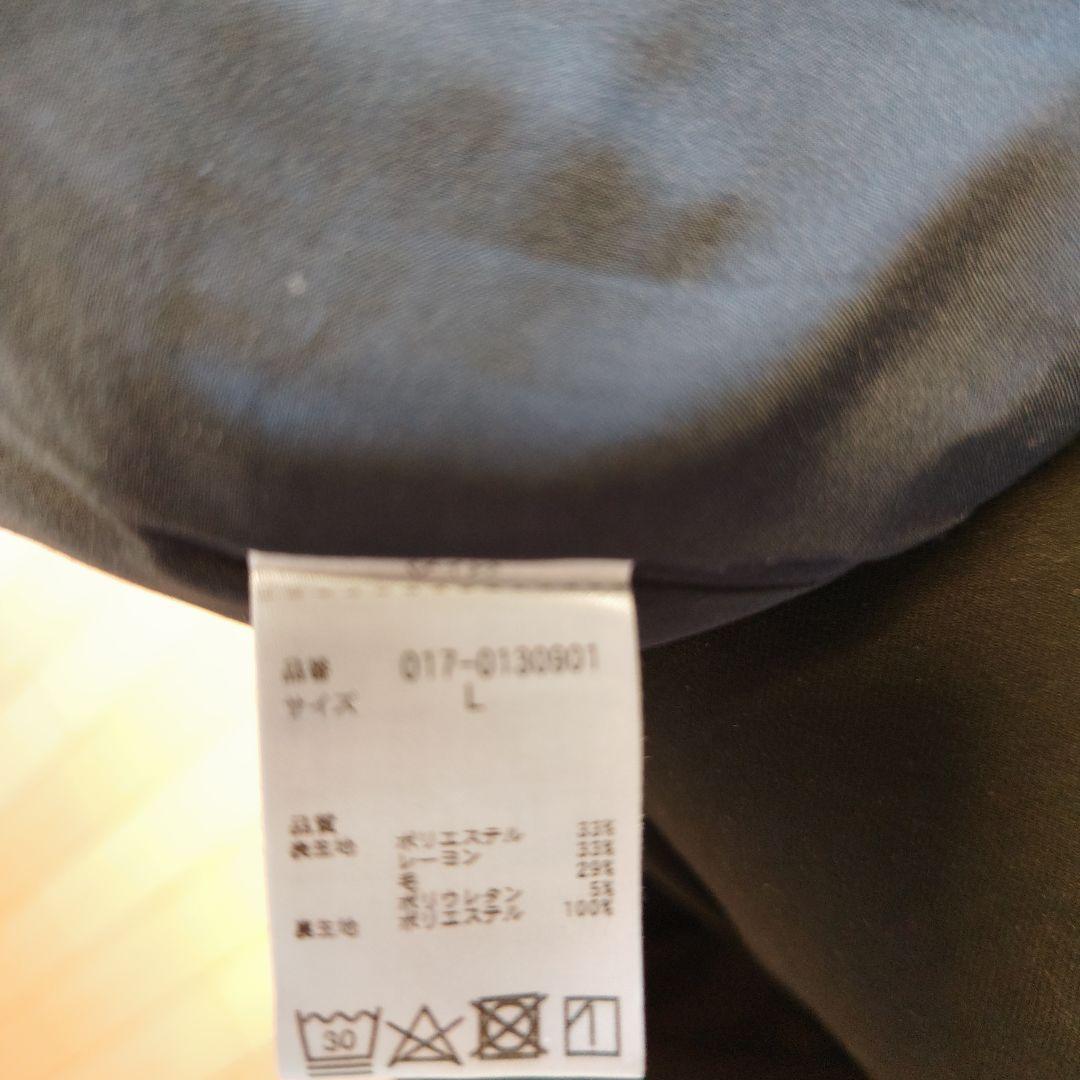 品番 017-0130901
サイズ L
品質
表生地 ポリエステル 33%
レーヨン 33%
毛 29%
ポリウレタン 5%
裏生地 ポリエステル 100%
30